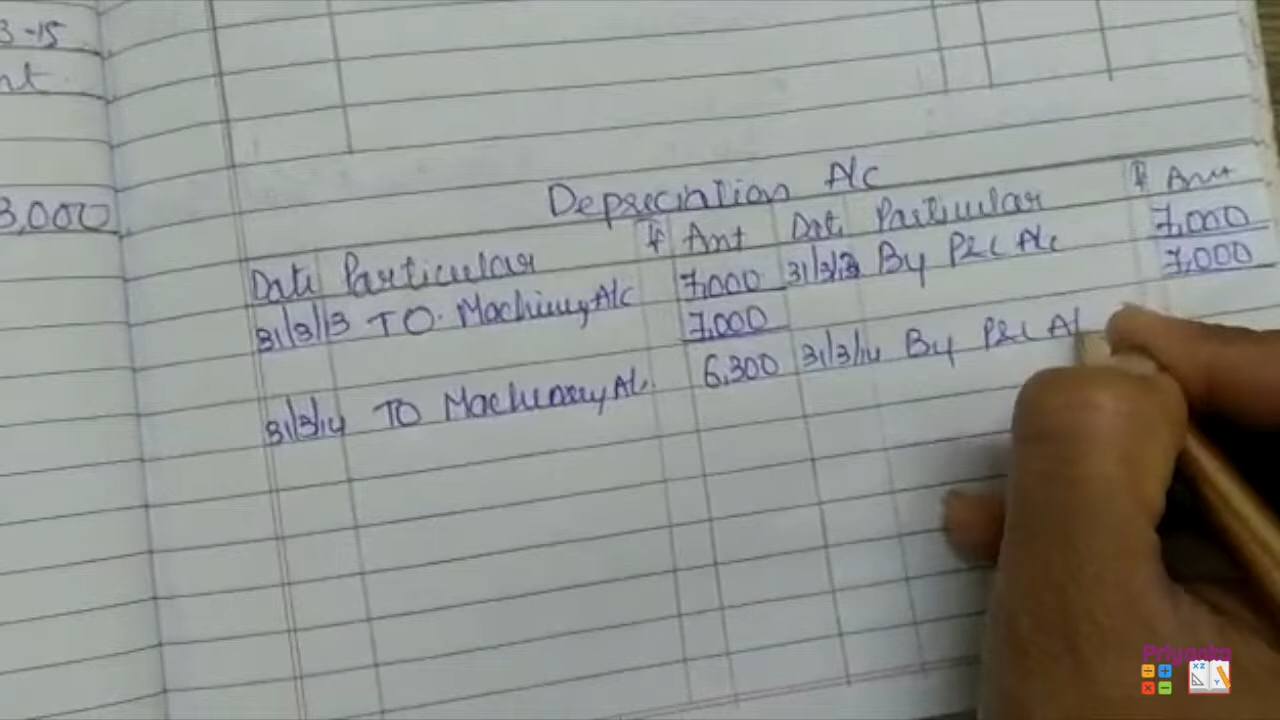 3-15
nt
3,000
Depreciation A/c
Date Particular ₹ Amt Date Particular ₹ Amt
31/3/13 TO Machinery A/c 7,000 31/3/13 By P&L A/c 7,000
7,000 7,000
31/3/14 TO Machinery A/c. 6,300 31/3/14 By P&L A/
Priyanka